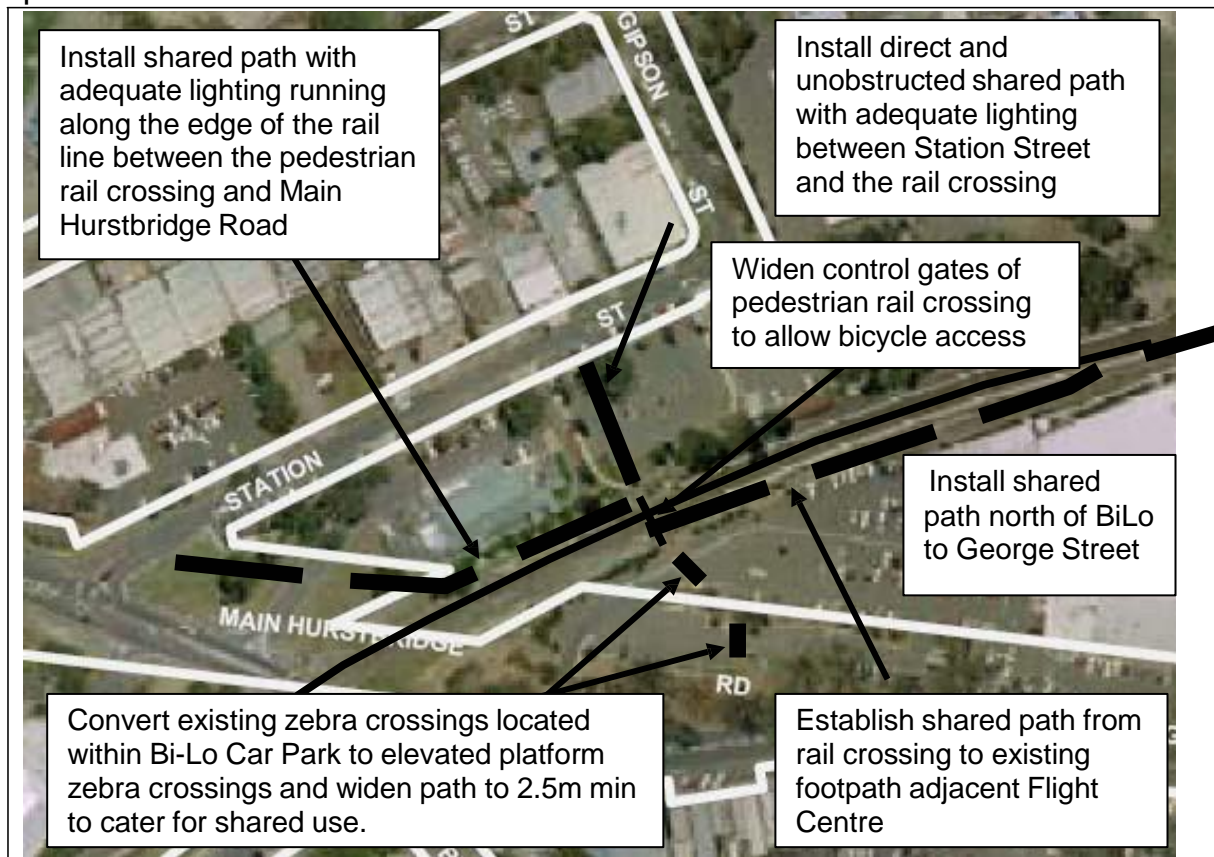 Install shared path with
adequate lighting running
along the edge of the rail
line between the pedestrian
rail crossing and Main
Hurstbridge Road
ST
GIPSON
ST
Install direct and
unobstructed shared path
with adequate lighting
between Station Street
and the rail crossing
Widen control gates of
pedestrian rail crossing
to allow bicycle access
ST
STATION
Install shared
path north of BiLo
to George Street
MAIN HURSTBRIDGE
RD
Convert existing zebra crossings located
within Bi-Lo Car Park to elevated platform
zebra crossings and widen path to 2.5m min
to cater for shared use.
Establish shared path from
rail crossing to existing
footpath adjacent Flight
Centre